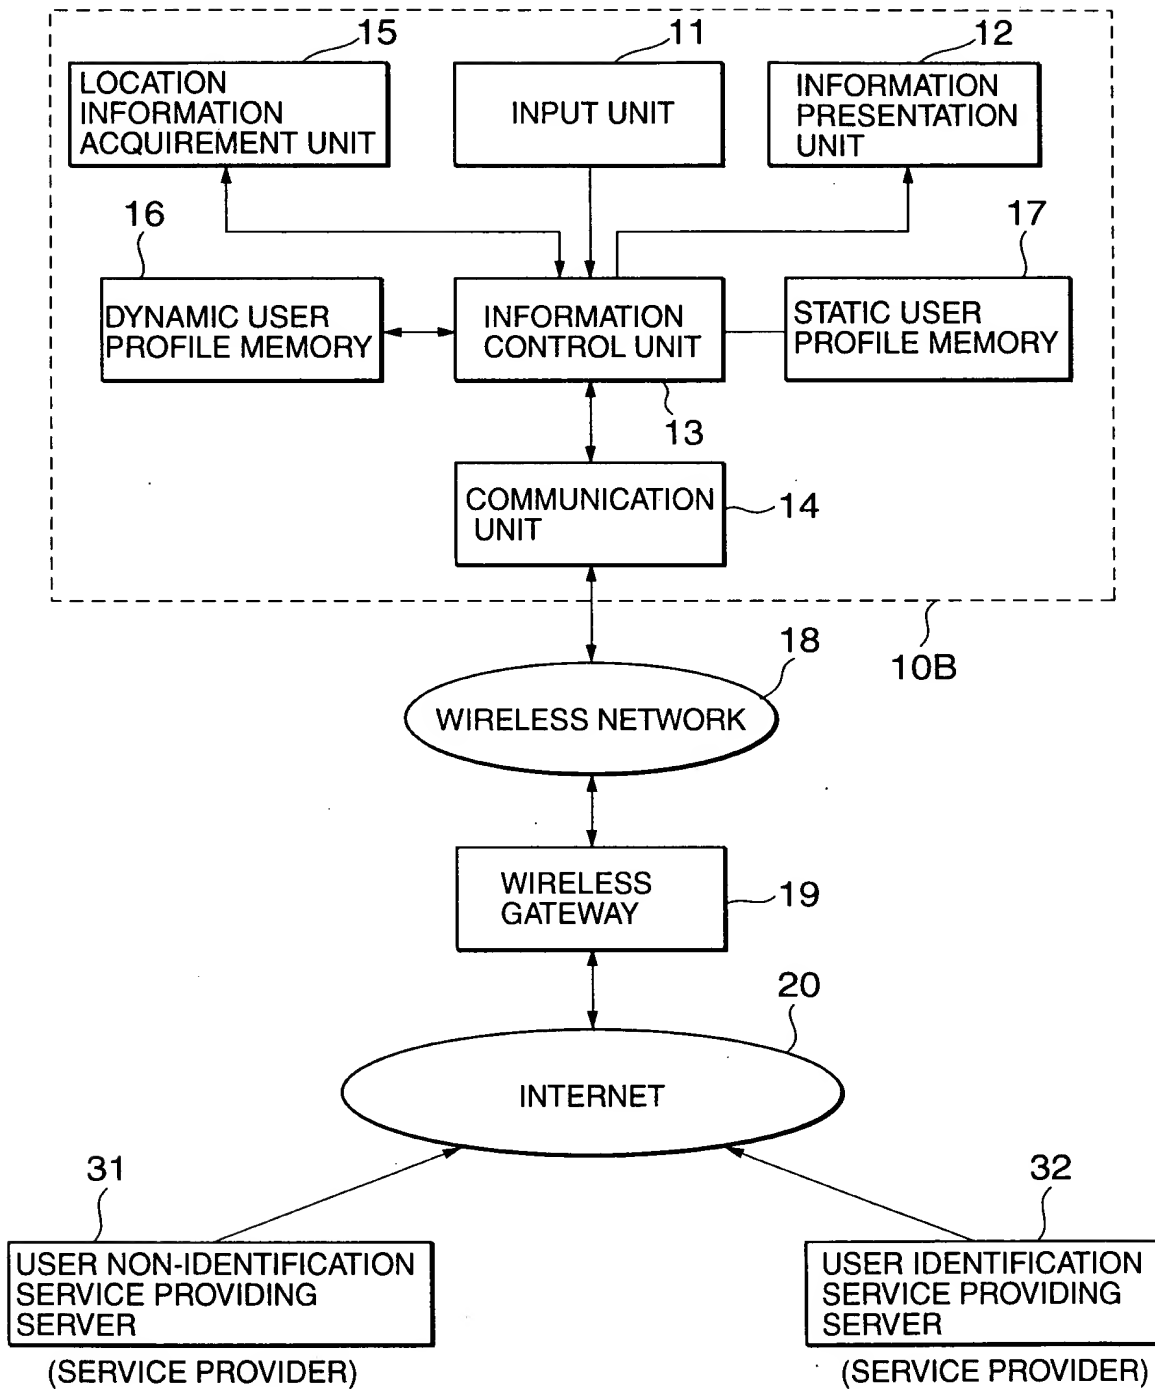 15
11
12
LOCATION
INFORMATION
ACQUIREMENT UNIT
INPUT UNIT
INFORMATION
PRESENTATION
UNIT
16
17
DYNAMIC USER
PROFILE MEMORY
INFORMATION
CONTROL UNIT
STATIC USER
PROFILE MEMORY
13
COMMUNICATION
UNIT
14
10B
18
WIRELESS NETWORK
WIRELESS
GATEWAY
19
20
INTERNET
31
32
USER NON-IDENTIFICATION
SERVICE PROVIDING
SERVER
(SERVICE PROVIDER)
USER IDENTIFICATION
SERVICE PROVIDING
SERVER
(SERVICE PROVIDER)